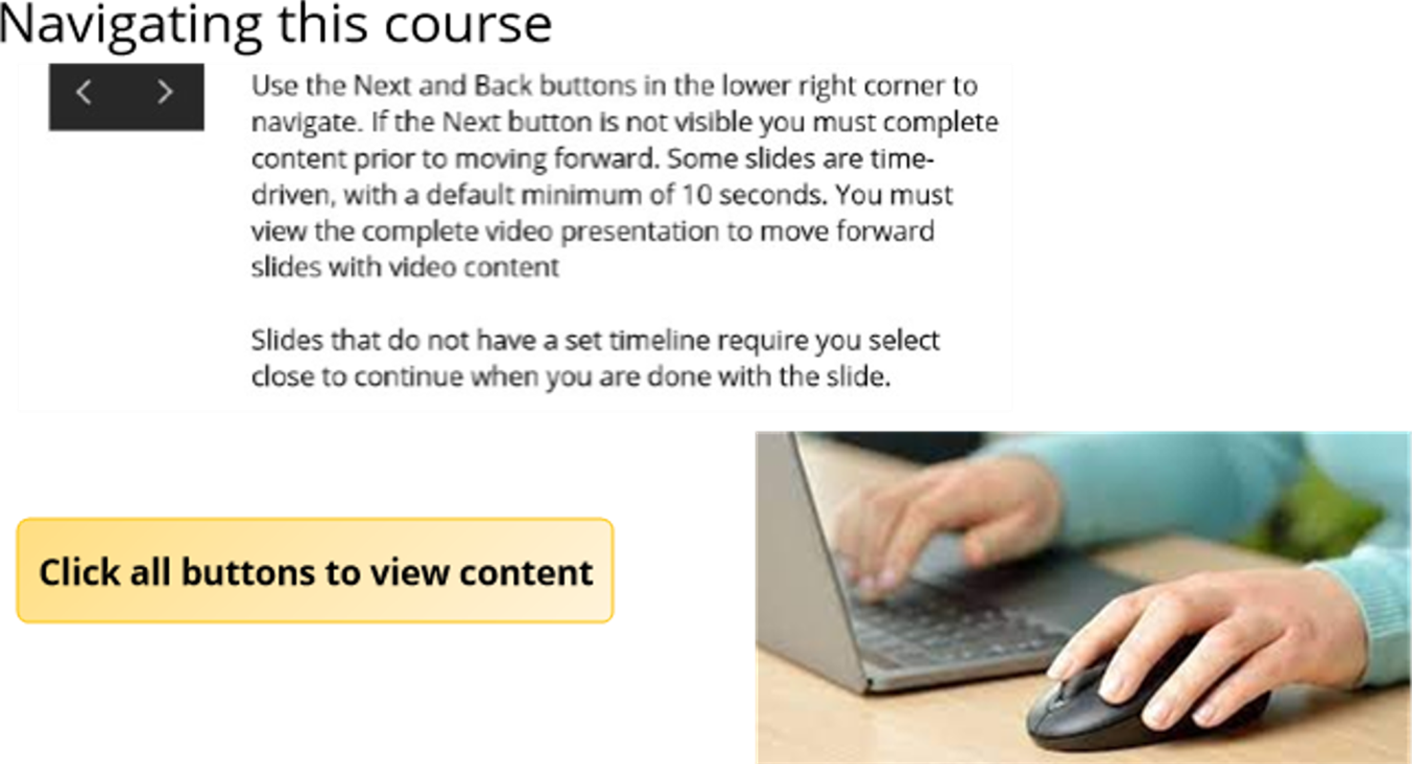 Navigating this course
Use the Next and Back buttons in the lower right corner to
navigate. If the Next button is not visible you must complete
content prior to moving forward. Some slides are time-
driven, with a default minimum of 10 seconds. You must
view the complete video presentation to move forward
slides with video content
Slides that do not have a set timeline require you select
close to continue when you are done with the slide.
Click all buttons to view content